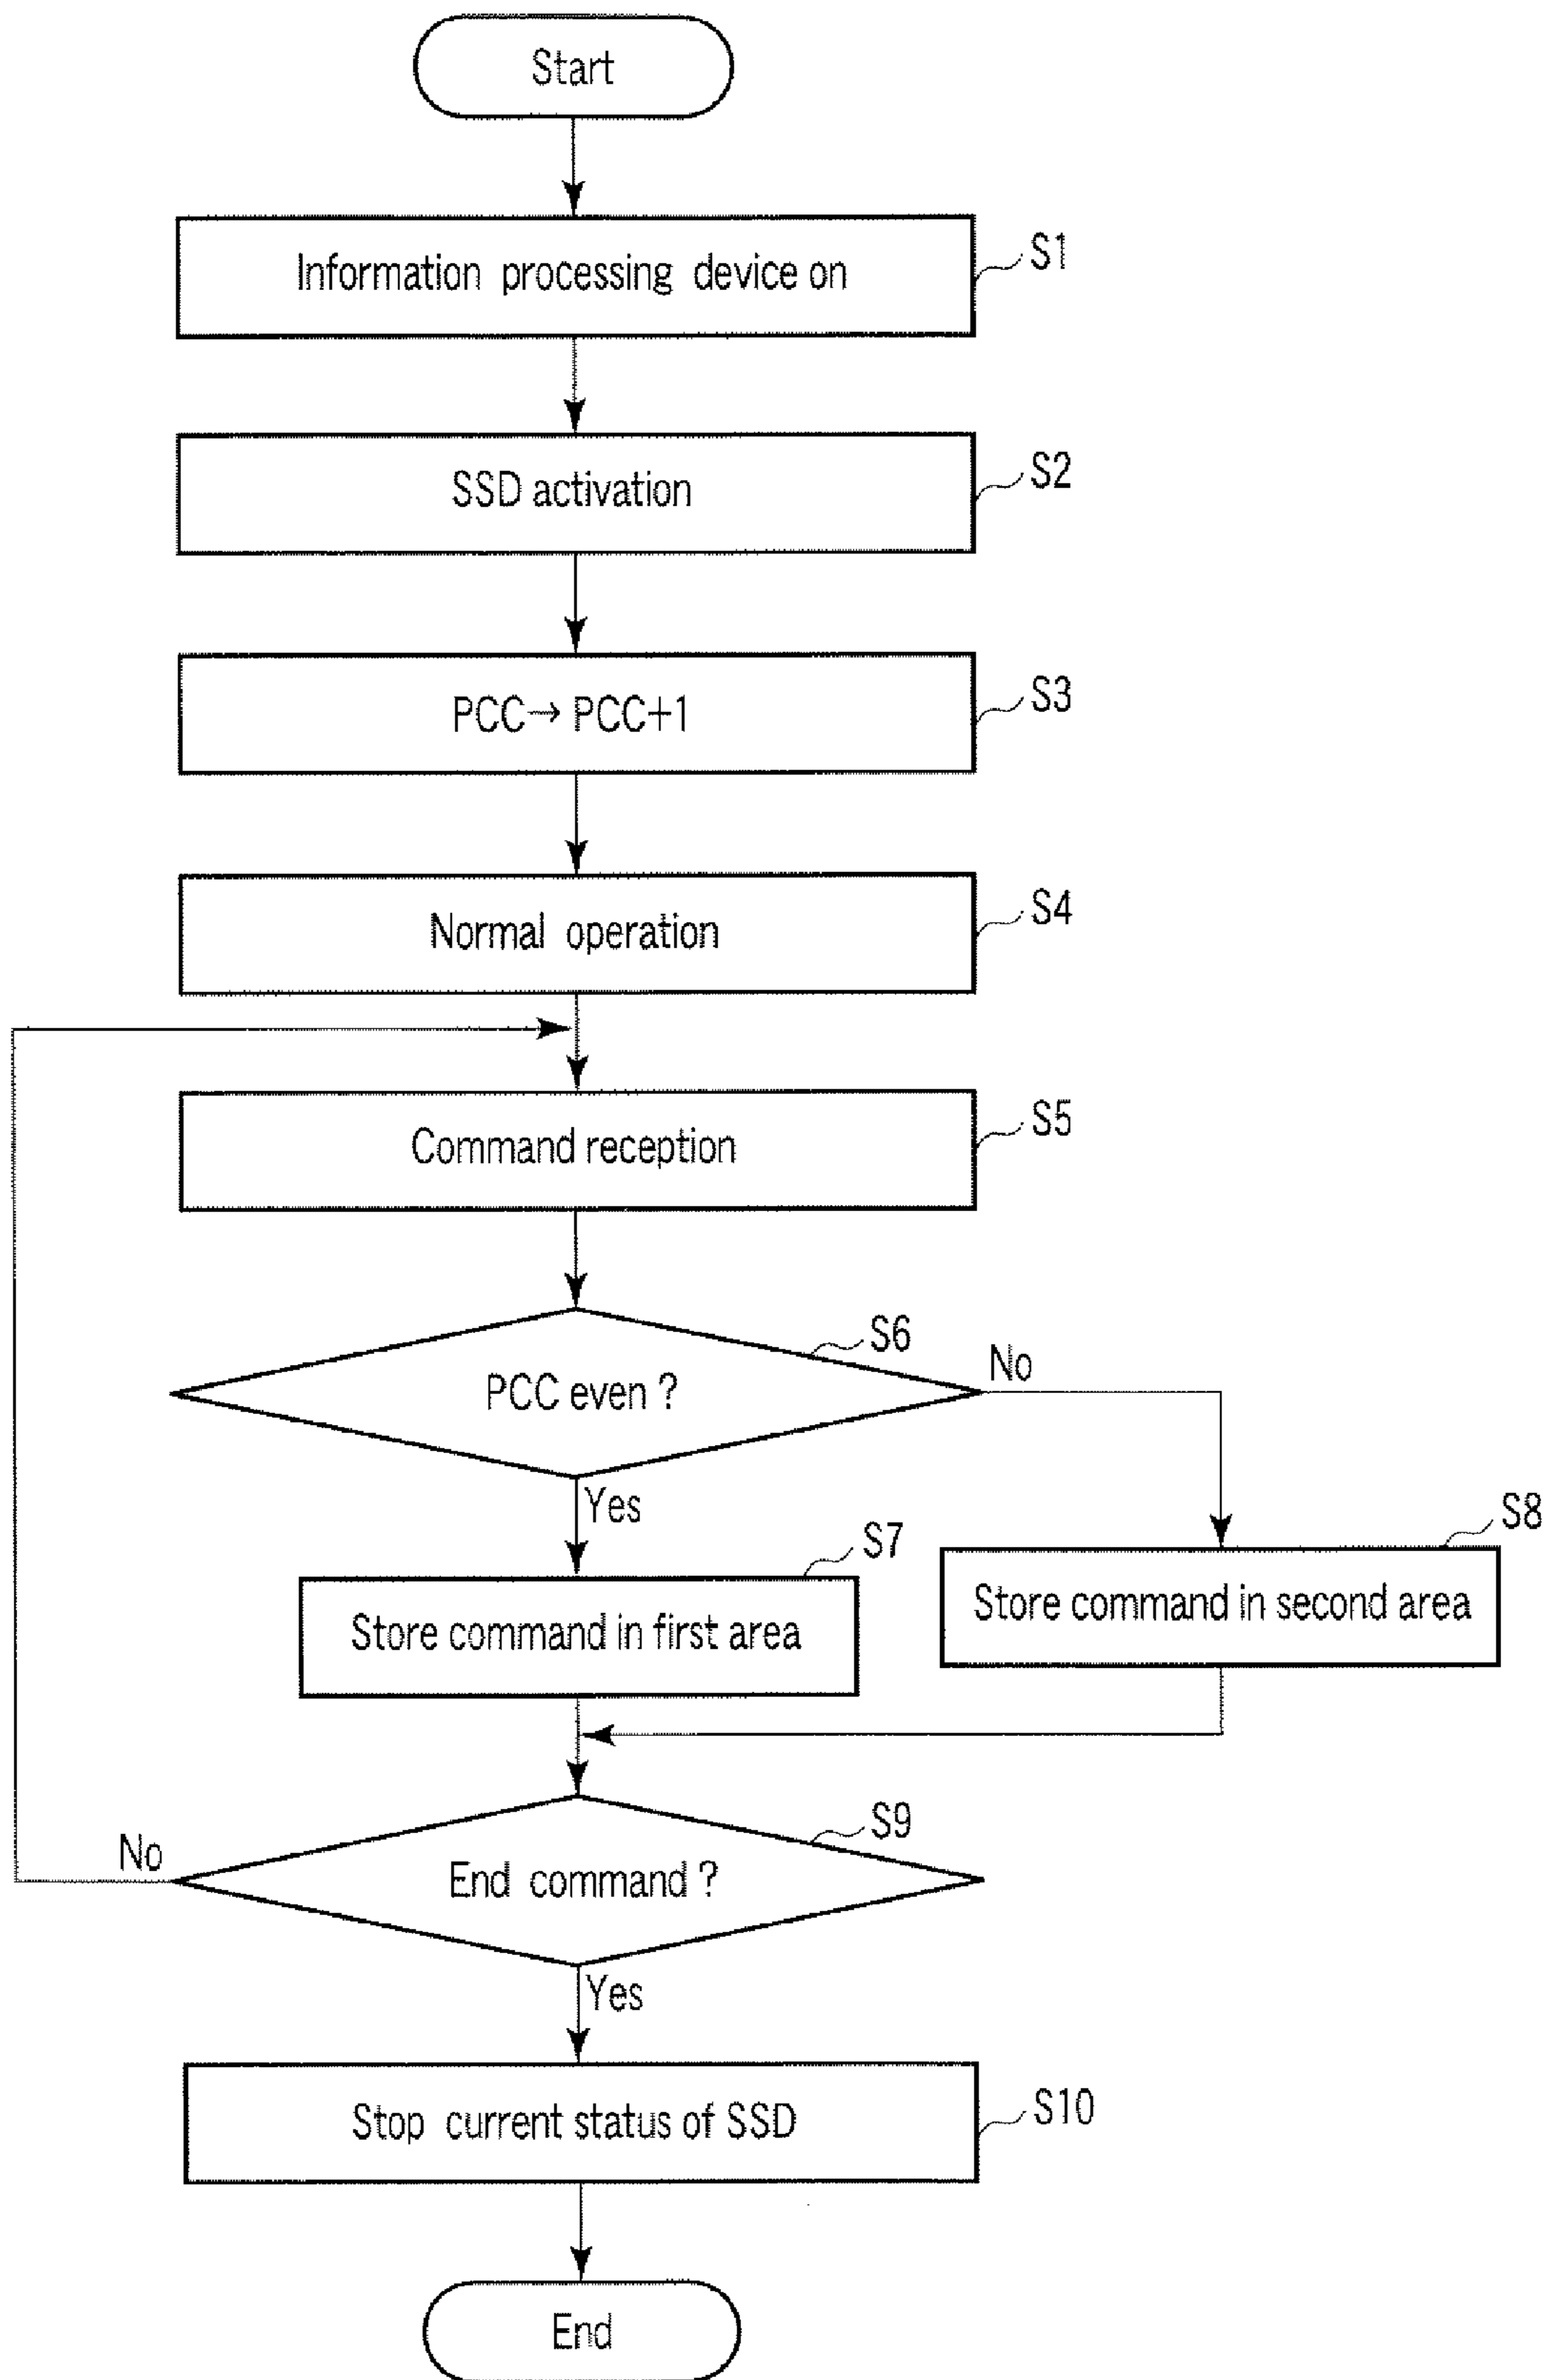 Start
Information processing device on
S1
SSD activation
S2
PCC→ PCC+1
S3
Normal operation
S4
Command reception
S5
PCC even ?
S6
No
Yes
Store command in first area
S7
Store command in second area
S8
End command ?
S9
No
Yes
Stop current status of SSD
S10
End